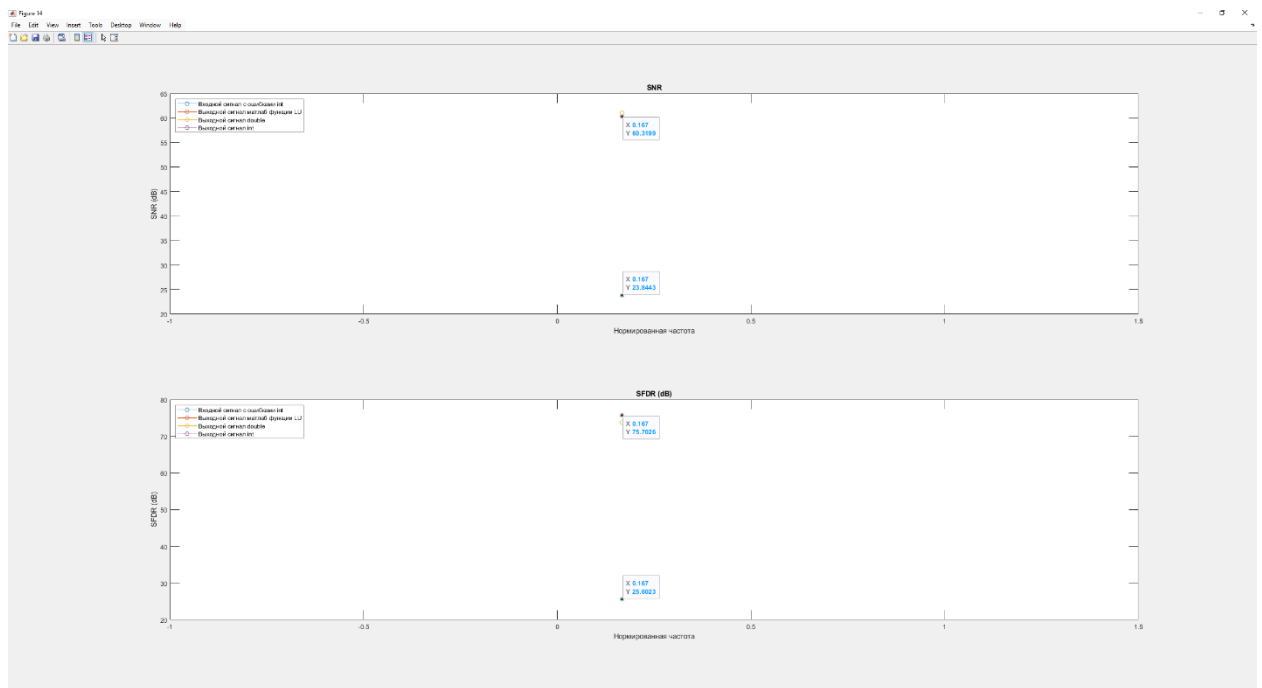 Figure 14
File Edit View Insert Tools Desktop Window Help
SNR
65
60
55
50
45
40
35
30
25
20
SNR (dB)
Входной сигнал с ошибками int
Выходной сигнал матлаб функции LU
Выходной сигнал double
Выходной сигнал int
X 0.167
Y 60.3199
X 0.167
Y 23.8443
-1
-0.5
0
0.5
1
1.5
Нормированная частота
SFDR (dB)
80
70
60
50
40
30
20
SFDR (dB)
Входной сигнал с ошибками int
Выходной сигнал матлаб функции LU
Выходной сигнал double
Выходной сигнал int
X 0.167
Y 75.7026
X 0.167
Y 25.6023
-1
-0.5
0
0.5
1
1.5
Нормированная частота